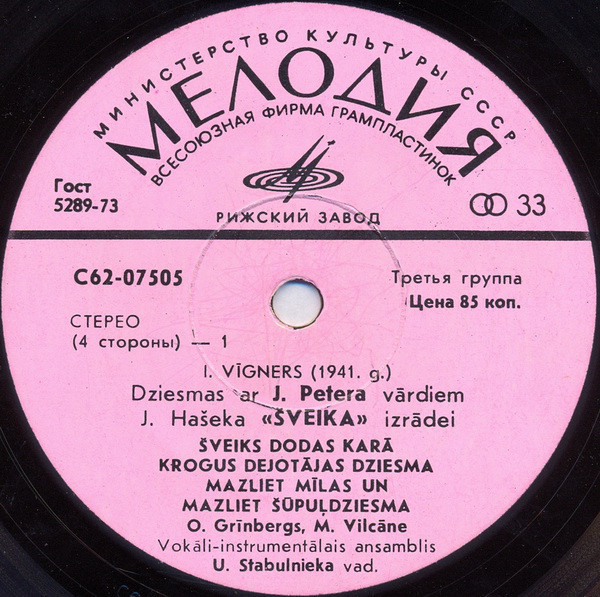 МИНИСТЕРСТВО КУЛЬТУРЫ СССР
МЕЛОДИЯ
ВСЕСОЮЗНАЯ ФИРМА ГРАМПЛАСТИНОК
Гост
5289-73
33
РИЖСКИЙ ЗАВОД
С62-07505
Третья группа
Цена 85 коп.
СТЕРЕО
(4 стороны) — 1
I. VĪGNERS (1941. g.)
Dziesmas ar J. Petera vārdiem
J. Hašeka «ŠVEIKA» izrādei
ŠVEIKS DODAS KARĀ
KROGUS DEJOTĀJAS DZIESMA
MAZLIET MĪLAS UN
MAZLIET ŠŪPUĻDZIESMA
O. Grīnbergs, M. Vilcāne
Vokāli-instrumentālais ansamblis
U. Stabulnieka vad.